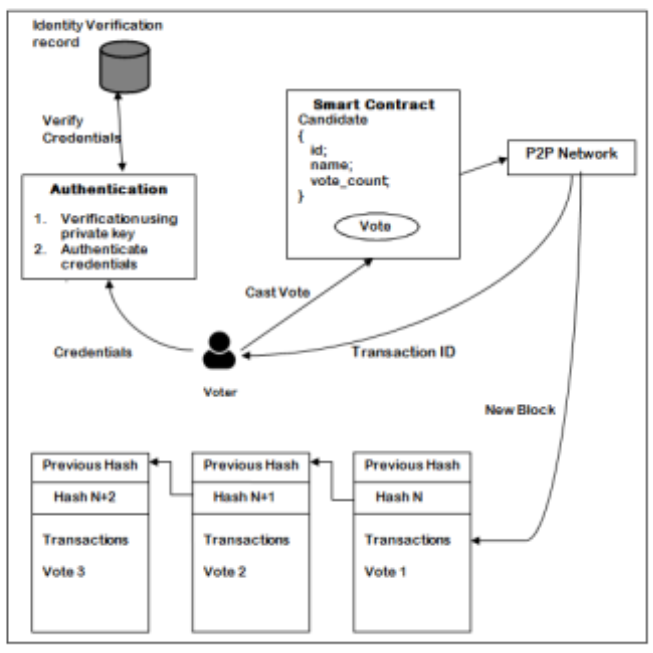 Identity Verification
record
Verify
Credentials
Authentication
1. Verification using
private key
2. Authenticate
credentials
Smart Contract
Candidate
{
id;
name;
vote_count;
}
Vote
P2P Network
Cast Vote
Credentials
Transaction ID
Voter
New Block
Previous Hash
Hash N+2
Transactions
Vote 3
Previous Hash
Hash N+1
Transactions
Vote 2
Previous Hash
Hash N
Transactions
Vote 1